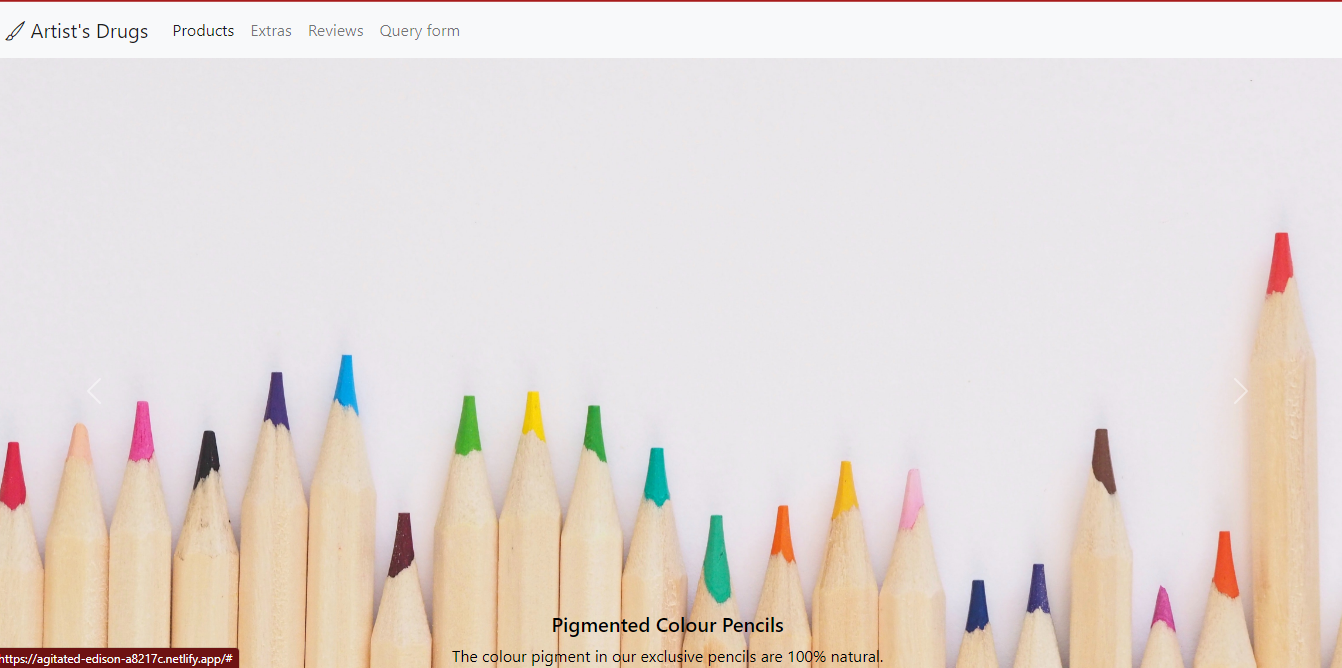 Artist's Drugs Products Extras Reviews Query form
Pigmented Colour Pencils
The colour pigment in our exclusive pencils are 100% natural.
https://agitated-edison-a8217c.netlify.app/#